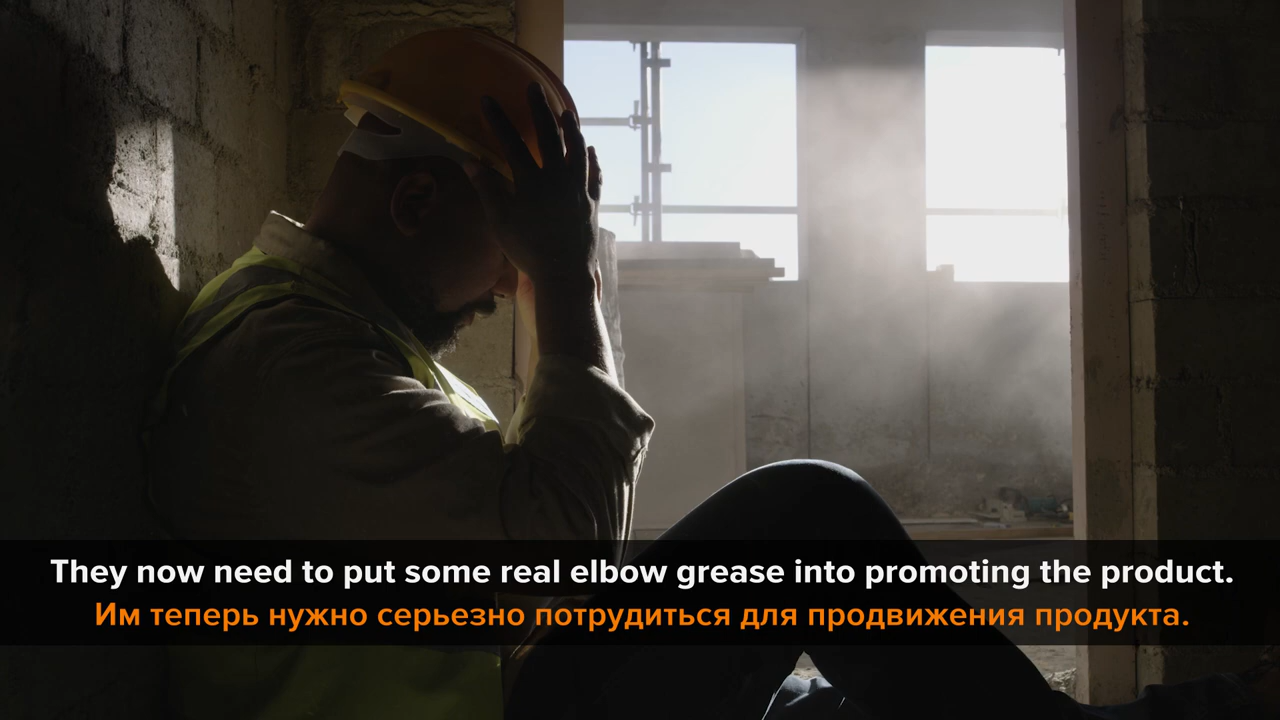 They now need to put some real elbow grease into promoting the product.
Им теперь нужно серьезно потрудиться для продвижения продукта.